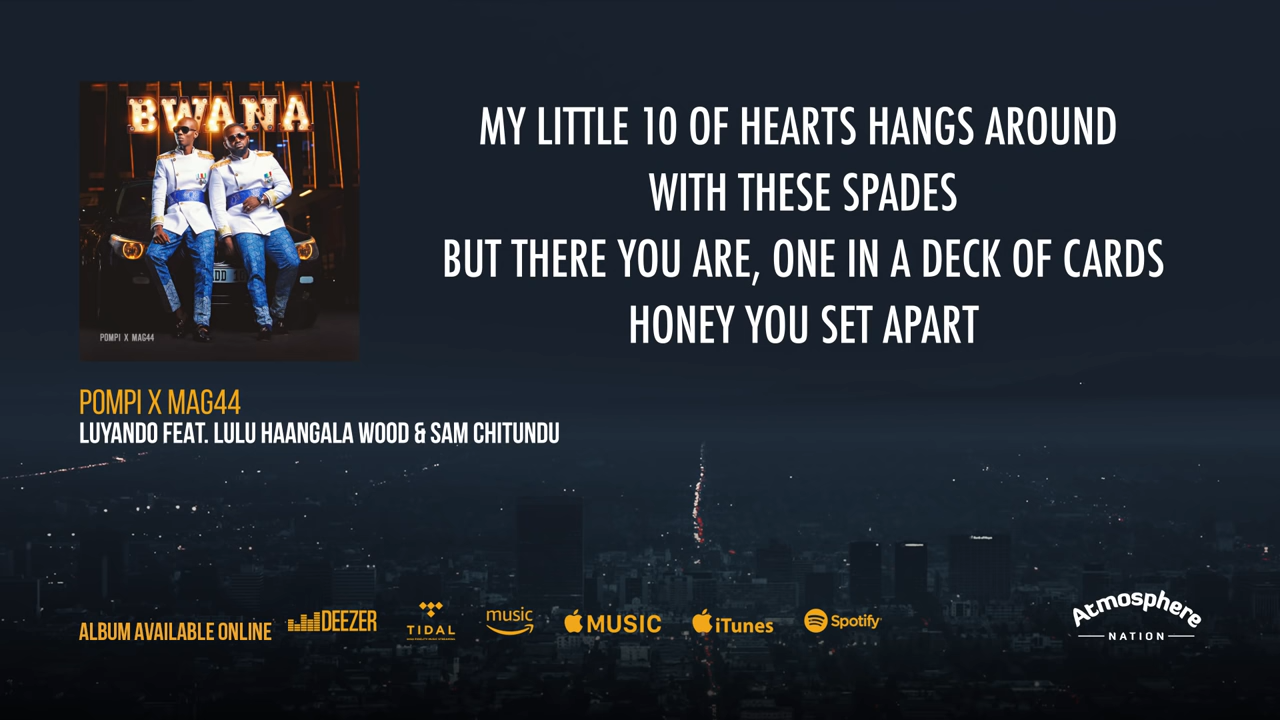 BWANA
POMPI X MAG44
MY LITTLE 10 OF HEARTS HANGS AROUND
WITH THESE SPADES
BUT THERE YOU ARE, ONE IN A DECK OF CARDS
HONEY YOU SET APART
POMPI X MAG44
LUYANDO FEAT. LULU HAANGALA WOOD & SAM CHITUNDU
ALBUM AVAILABLE ONLINE
DEEZER
TIDAL
music
MUSIC
iTunes
Spotify
Atmosphere
NATION